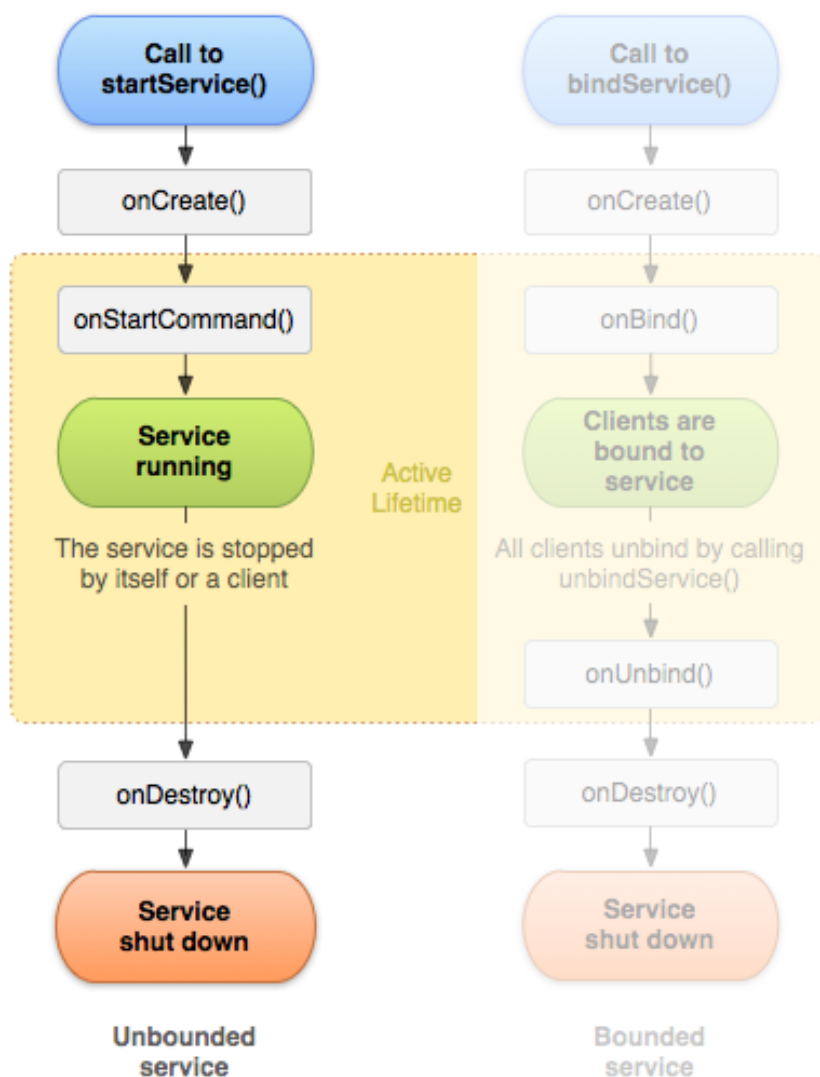 Call to
startService()
onCreate()
onStartCommand()
Service
running
The service is stopped
by itself or a client
onDestroy()
Service
shut down
Unbounded
service
Active
Lifetime
Call to
bindService()
onCreate()
onBind()
Clients are
bound to
service
All clients unbind by calling
unbindService()
onUnbind()
onDestroy()
Service
shut down
Bounded
service